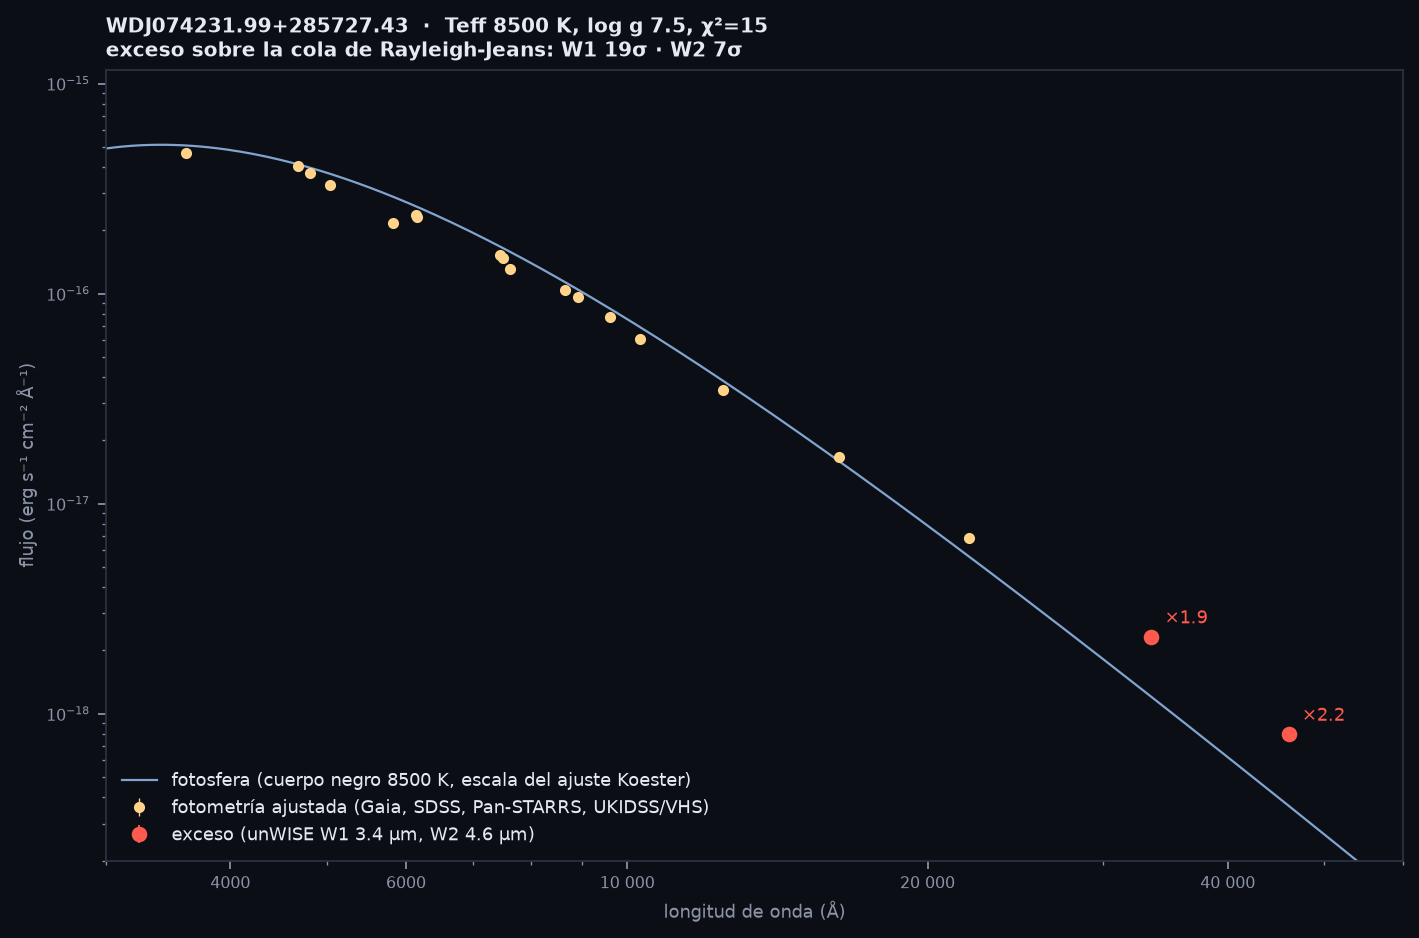 WDJ074231.99+285727.43 · Teff 8500 K, log g 7.5, χ²=15
exceso sobre la cola de Rayleigh-Jeans: W1 19σ · W2 7σ
10⁻¹⁵
10⁻¹⁶
10⁻¹⁷
10⁻¹⁸
flujo (erg s⁻¹ cm⁻² Å⁻¹)
×1.9
×2.2
fotosfera (cuerpo negro 8500 K, escala del ajuste Koester)
fotometría ajustada (Gaia, SDSS, Pan-STARRS, UKIDSS/VHS)
exceso (unWISE W1 3.4 μm, W2 4.6 μm)
4000 6000 10 000 20 000 40 000
longitud de onda (Å)